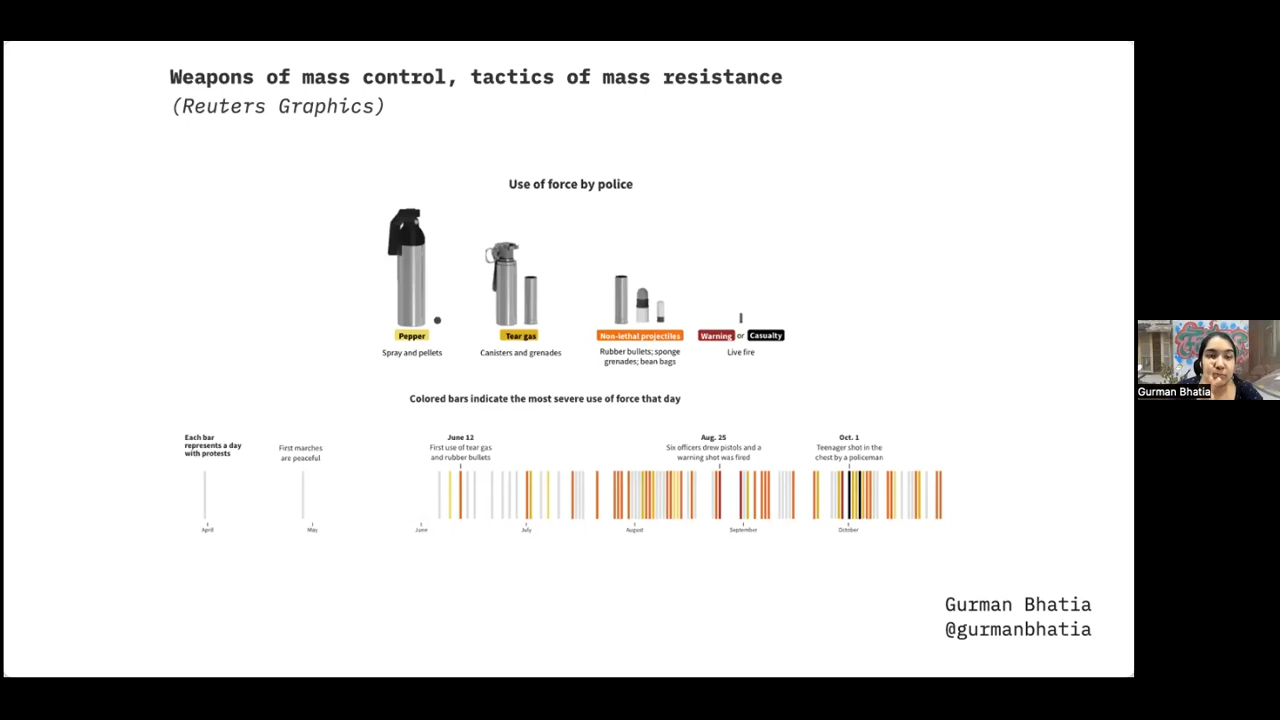 Weapons of mass control, tactics of mass resistance
(Reuters Graphics)
Use of force by police
Pepper
Spray and pellets
Tear gas
Canisters and grenades
Non-lethal projectiles
Rubber bullets; sponge
grenades; bean bags
Warning or Casualty
Live fire
Colored bars indicate the most severe use of force that day
Each bar
represents a day
with protests
First marches
are peaceful
June 12
First use of tear gas
and rubber bullets
Aug. 25
Six officers drew pistols and a
warning shot was fired
Oct. 1
Teenager shot in the
chest by a policeman
April
May
June
July
August
September
October
Gurman Bhatia
@gurmanbhatia
Gurman Bhatia